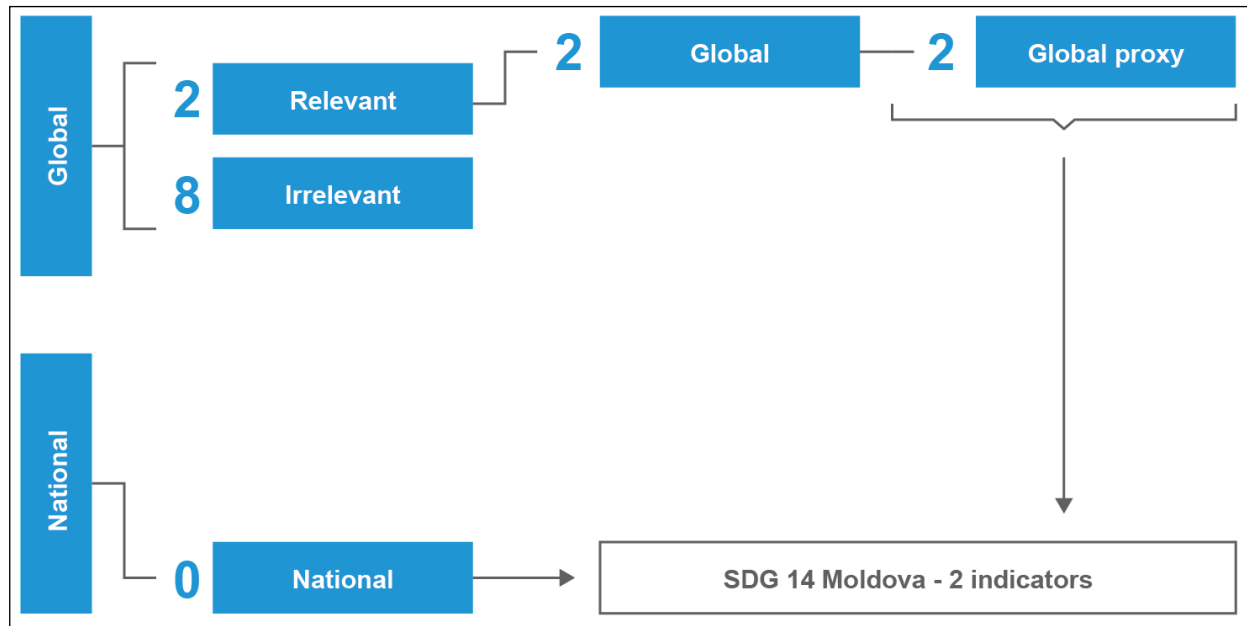 Global
2
Relevant
8
Irrelevant
2
Global
2
Global proxy
National
0
National
SDG 14 Moldova - 2 indicators